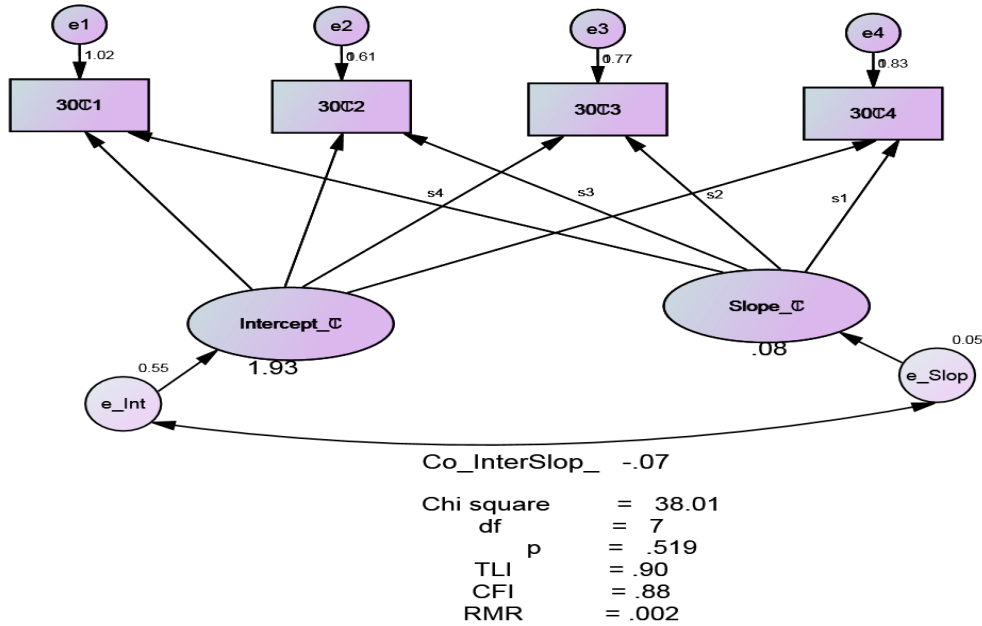 e1
e2
e3
e4
1.02
0.61
0.77
0.83
30ℂ1
30ℂ2
30ℂ3
30ℂ4
s4
s3
s2
s1
Intercept_ℂ
Slope_ℂ
1.93
.08
0.55
0.05
e_Int
e_Slop
Co_InterSlop_ -.07
Chi square = 38.01
df = 7
p = .519
TLI = .90
CFI = .88
RMR = .002